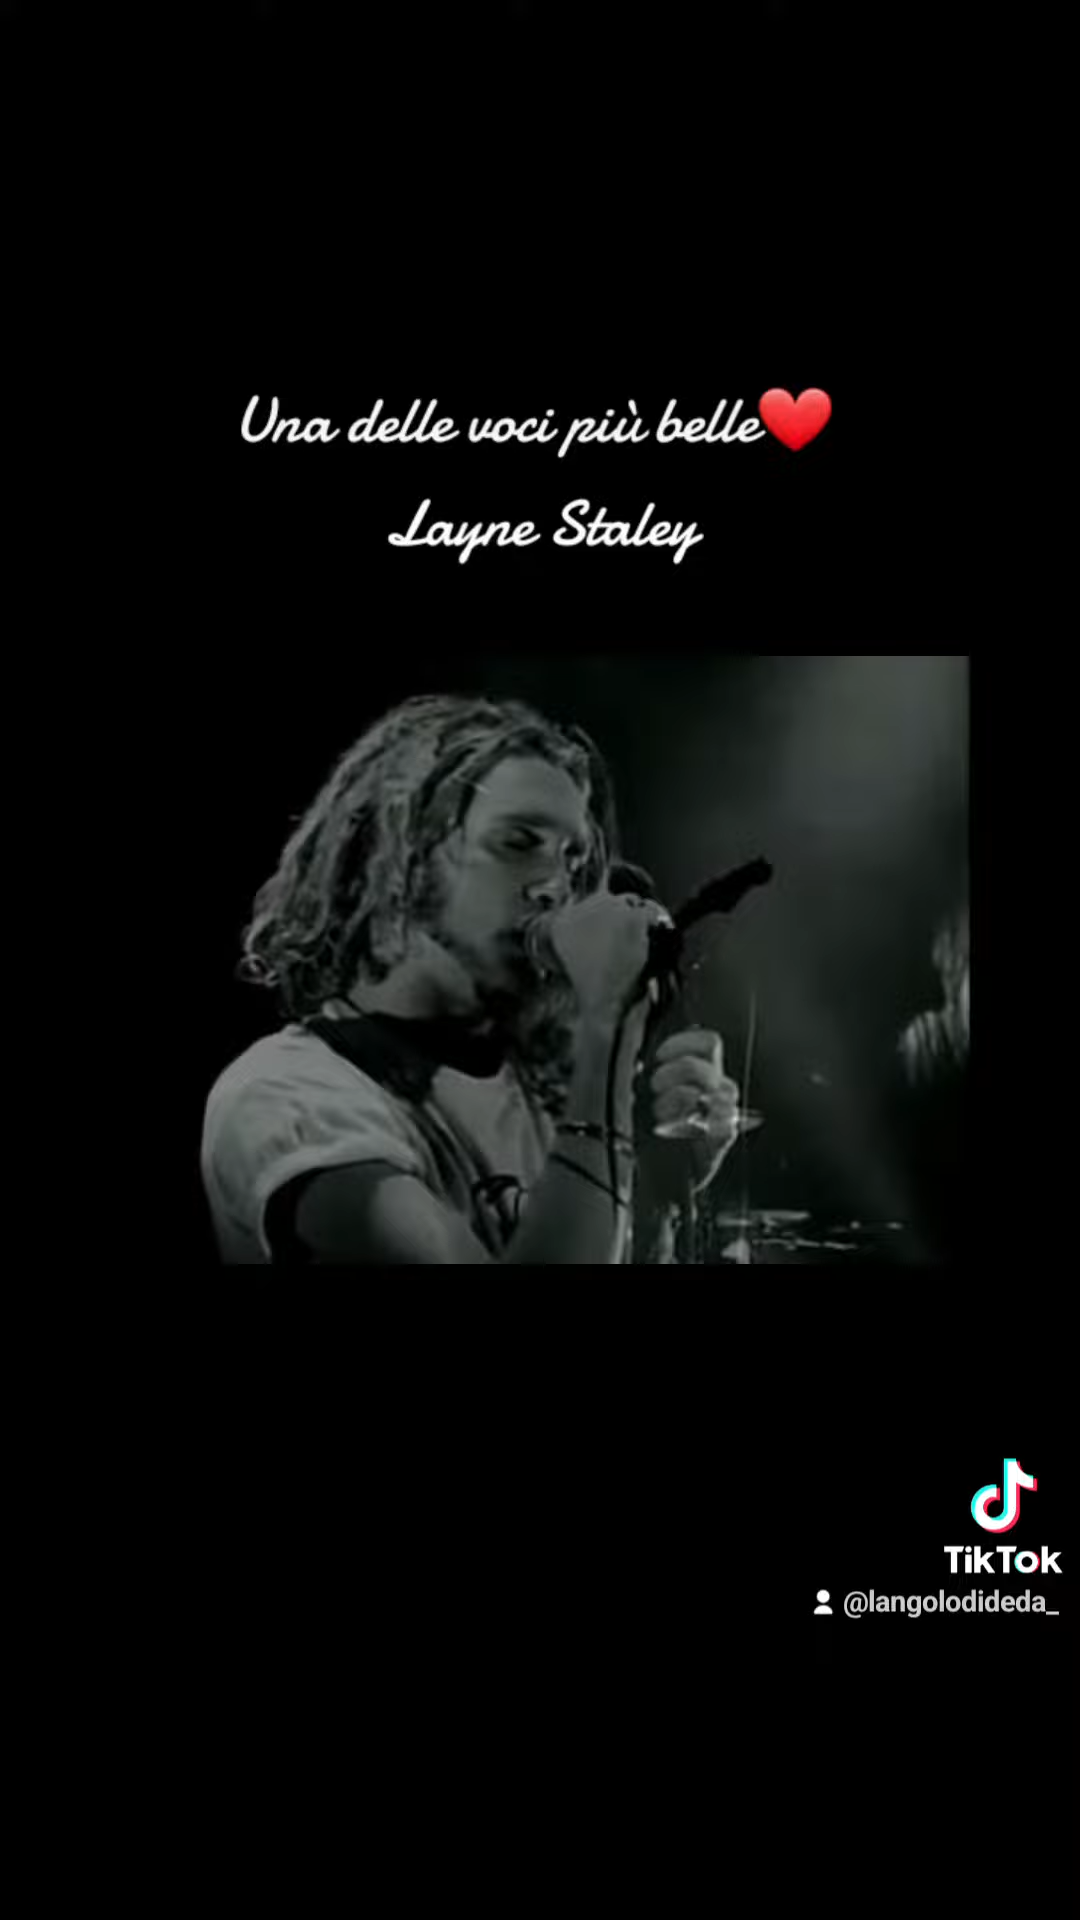 Una delle voci più belle❤️
Layne Staley
TikTok
@langolodideda_